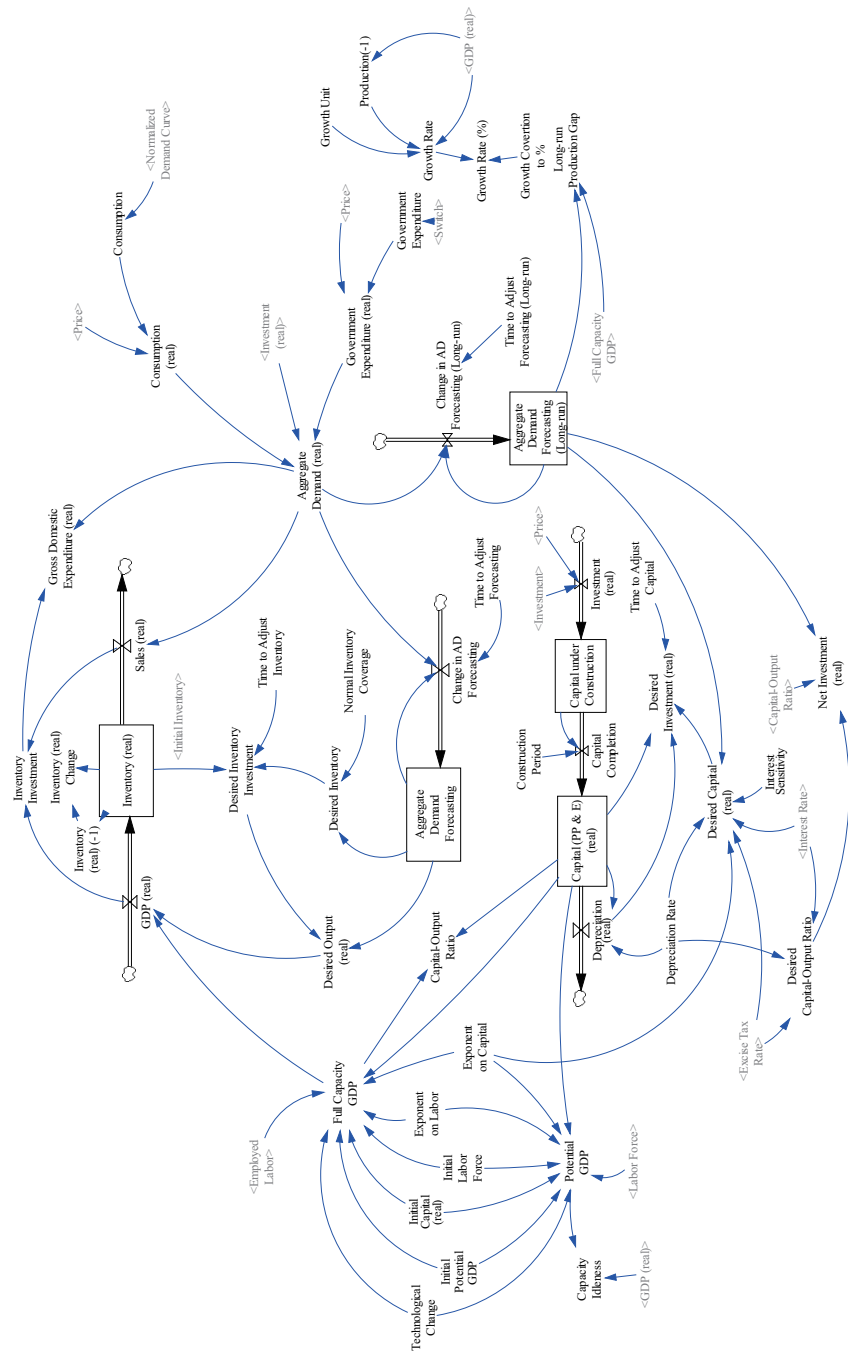 Technological
Change
Initial
Potential
GDP
Initial
Capital
(real)
Initial
Labor
Force
Exponent
on Labor
Exponent
on Capital
<Employed
Labor>
Full Capacity
GDP
Potential
GDP
<Labor Force>
Capacity
Idleness
<GDP (real)>
Capital-Output
Ratio
GDP (real)
Inventory (real)
Sales (real)
Inventory
(real) (-1)
Inventory (real)
Change
Inventory
Investment
Gross Domestic
Expenditure (real)
<Initial Inventory>
Desired Inventory
Investment
Time to Adjust
Inventory
Desired Inventory
Normal Inventory
Coverage
Desired Output
(real)
Aggregate
Demand
Forecasting
Change in AD
Forecasting
Time to Adjust
Forecasting
Aggregate
Demand (real)
<Price>
Consumption
(real)
Consumption
<Normalized
Demand Curve>
<Investment
(real)>
Government
Expenditure (real)
<Price>
Government
Expenditure
<Switch>
Growth Unit
Production(-1)
<GDP (real)>
Growth Rate
Growth Rate (%)
Growth Covertion
to %
Long-run
Production Gap
<Full Capacity
GDP>
Change in AD
Forecasting (Long-run)
Time to Adjust
Forecasting (Long-run)
Aggregate
Demand
Forecasting
(Long-run)
Depreciation
(real)
Capital (PP & E)
(real)
Construction
Period
Capital
Completion
Capital under
Construction
<Investment>
<Price>
Investment
(real)
Depreciation Rate
Desired
Investment (real)
Time to Adjust
Capital
Desired Capital
(real)
Interest
Sensitivity
<Interest Rate>
<Excise Tax
Rate>
Desired
Capital-Output Ratio
<Capital-Output
Ratio>
Net Investment
(real)